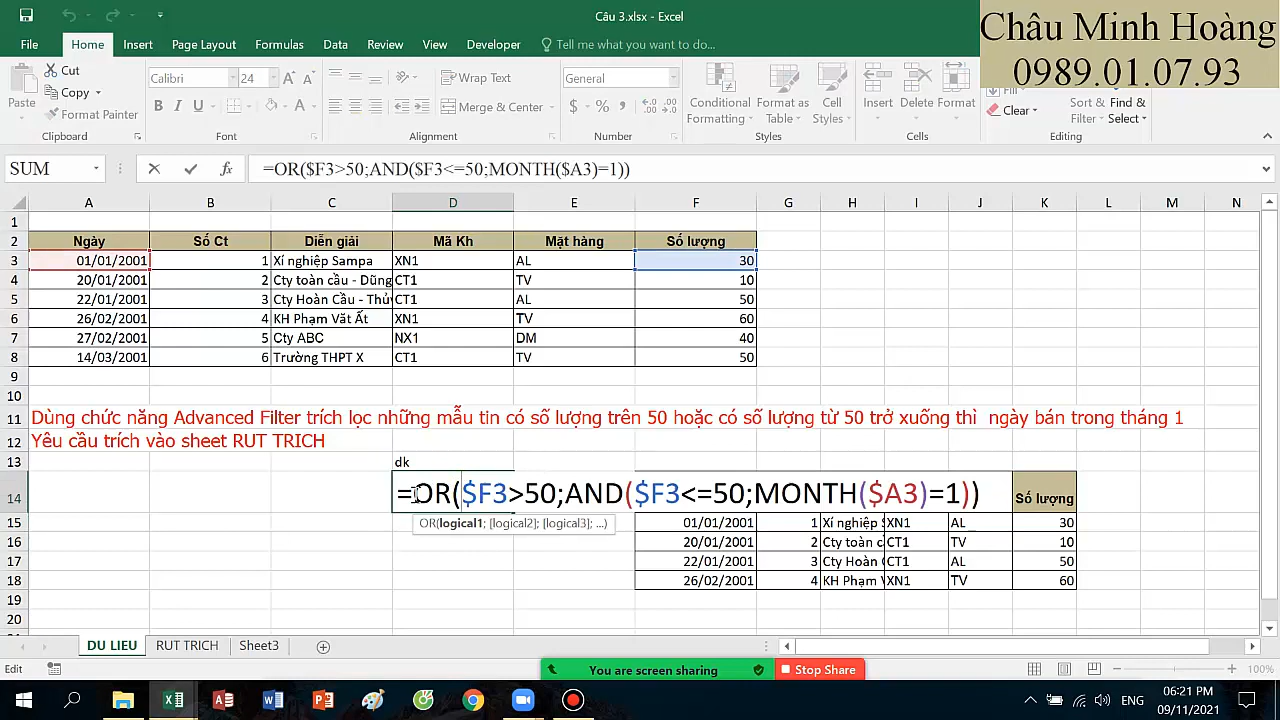 Câu 3.xlsx - Excel
Châu Minh Hoàng
0989.01.07.93
File Home Insert Page Layout Formulas Data Review View Developer Tell me what you want to do...
Paste Cut Copy Format Painter Clipboard
Calibri 24 B I U A A A Font
Wrap Text Merge & Center Alignment
General $ % , Number
Conditional Formatting Format as Table Cell Styles Styles
Insert Delete Format Cells
Fill Clear Sort & Filter Find & Select Editing
SUM fx =OR($F3>50;AND($F3<=50;MONTH($A3)=1))
A B C D E F G H I J K L M N
1
2 Ngày Số Ct Diễn giải Mã Kh Mặt hàng Số lượng
3 01/01/2001 1 Xí nghiệp Sampa XN1 AL 30
4 20/01/2001 2 Cty toàn cầu - Dũng CT1 TV 10
5 22/01/2001 3 Cty Hoàn Cầu - Thủy CT1 AL 50
6 26/02/2001 4 KH Phạm Văt Ất XN1 TV 60
7 27/02/2001 5 Cty ABC NX1 DM 40
8 14/03/2001 6 Trường THPT X CT1 TV 50
9
10
11 Dùng chức năng Advanced Filter trích lọc những mẫu tin có số lượng trên 50 hoặc có số lượng từ 50 trở xuống thì ngày bán trong tháng 1
12 Yêu cầu trích vào sheet RUT TRICH
13 dk
14 =OR($F3>50;AND($F3<=50;MONTH($A3)=1)) Số lượng
OR(logical1; [logical2]; [logical3]; ...)
15 01/01/2001 1 Xí nghiệp XN1 AL 30
16 20/01/2001 2 Cty toàn c CT1 TV 10
17 22/01/2001 3 Cty Hoàn CT1 AL 50
18 26/02/2001 4 KH Phạm XN1 TV 60
19
20
DU LIEU RUT TRICH Sheet3
Edit 100%
You are screen sharing Stop Share
ENG 06:21 PM
09/11/2021